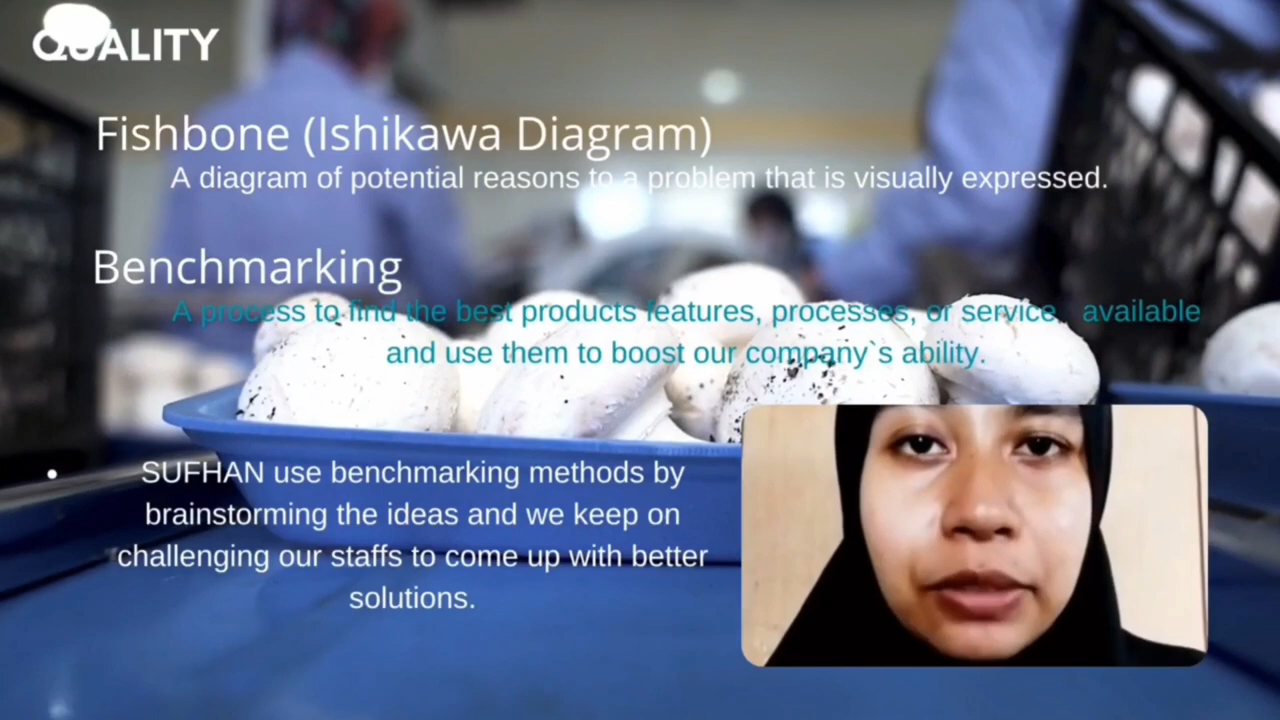 QUALITY
Fishbone (Ishikawa Diagram)
A diagram of potential reasons to a problem that is visually expressed.
Benchmarking
A process to find the best products features, processes, or service available
and use them to boost our company`s ability.
• SUFHAN use benchmarking methods by
brainstorming the ideas and we keep on
challenging our staffs to come up with better
solutions.